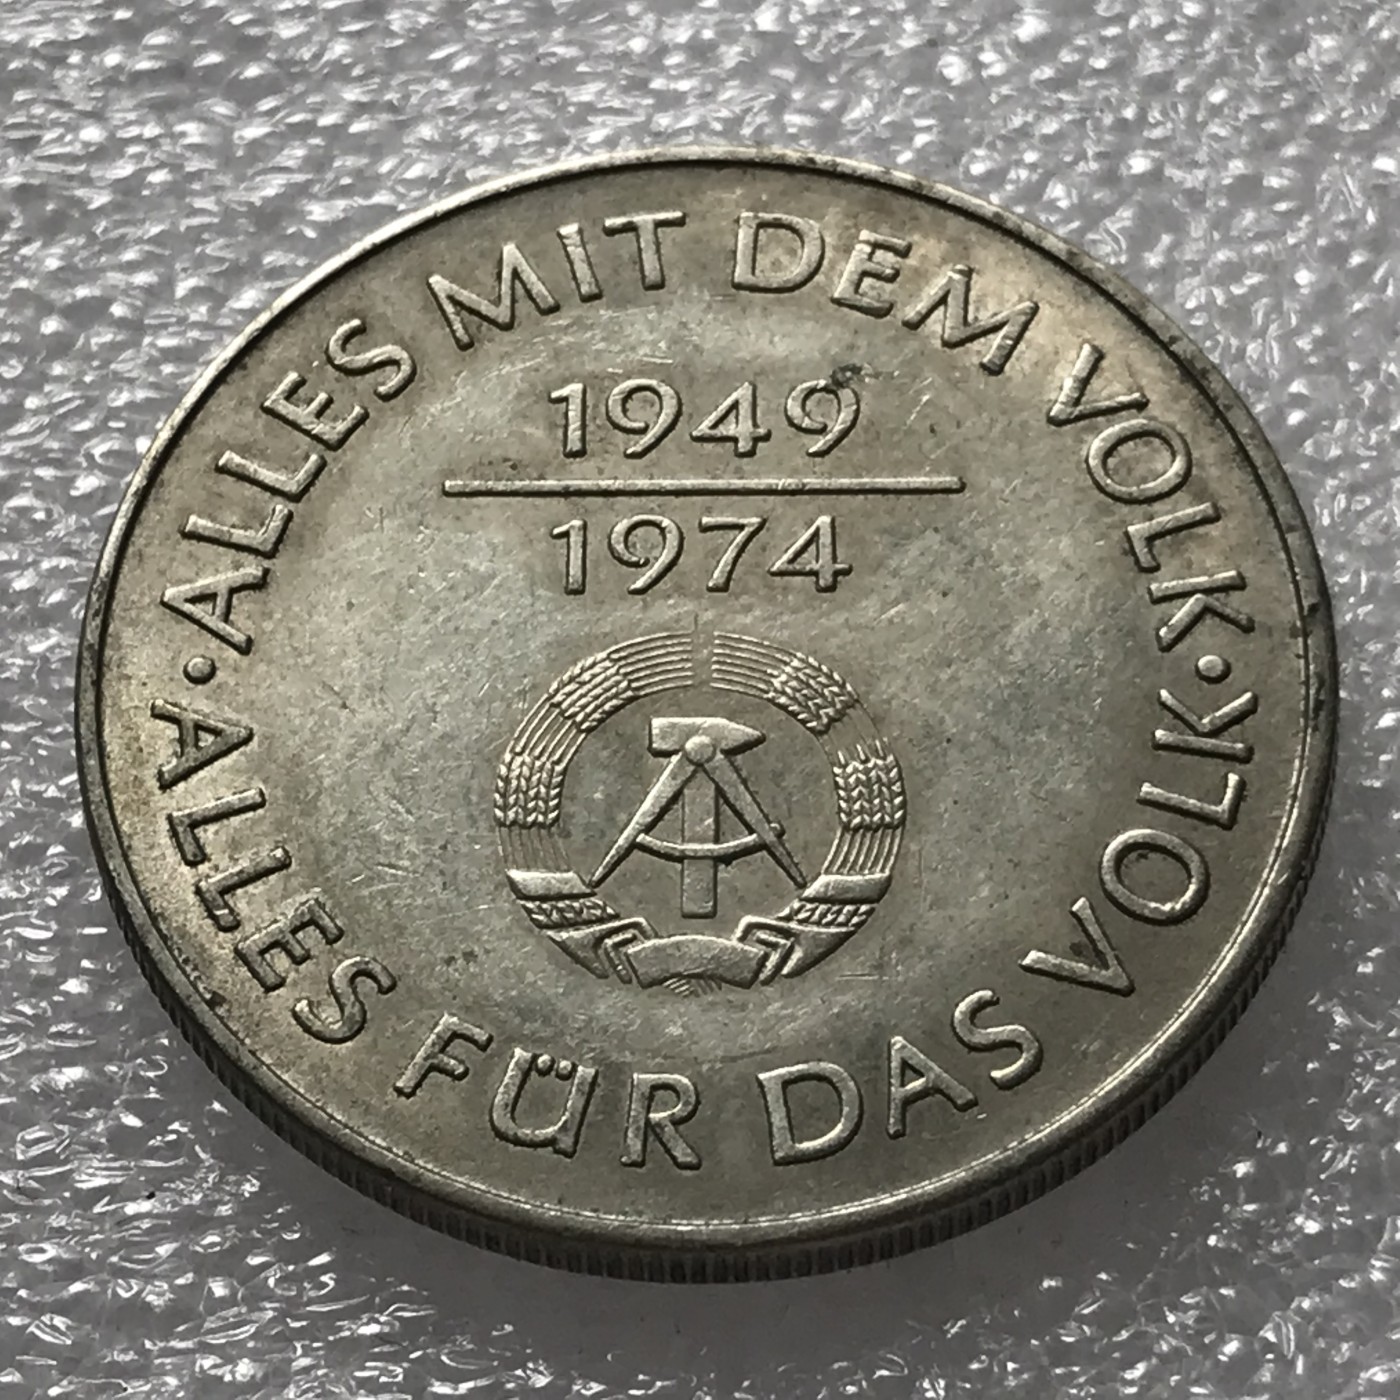 · ALLES MIT DEM VOLK ·
1949
1974
ALLES FÜR DAS VOLK